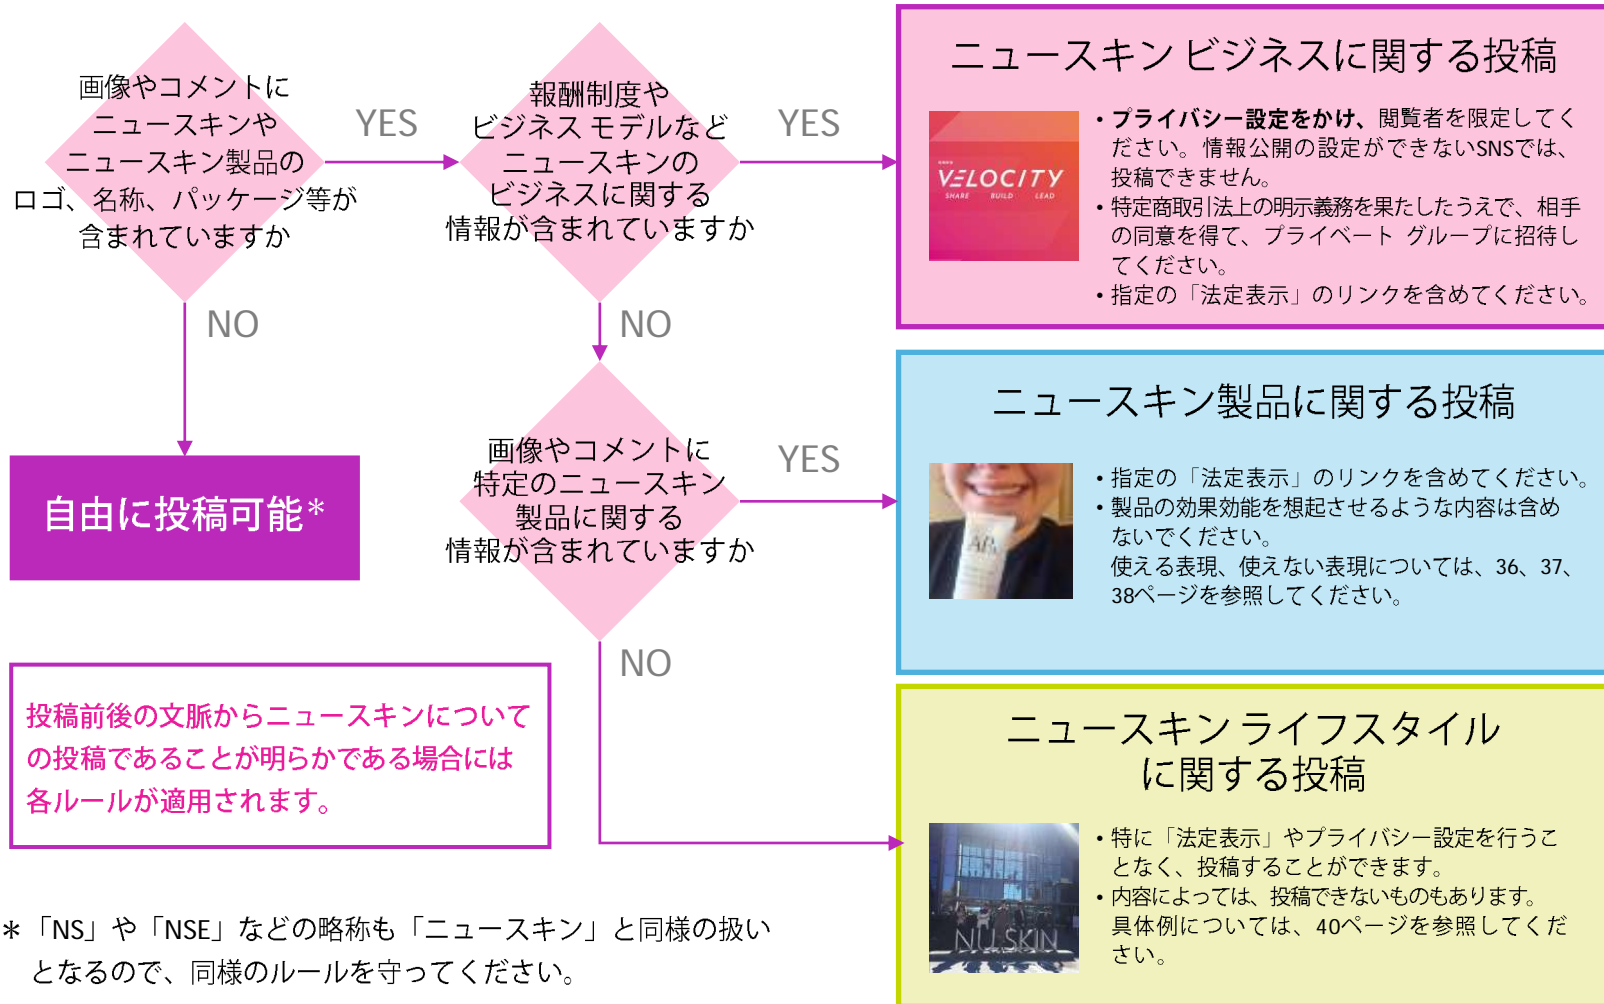 画像やコメントに
ニュースキンや
ニュースキン製品の
ロゴ、名称、パッケージ等が
含まれていますか
YES
NO
報酬制度や
ビジネス モデルなど
ニュースキンの
ビジネスに関する
情報が含まれていますか
YES
NO
画像やコメントに
特定のニュースキン
製品に関する
情報が含まれていますか
YES
NO
自由に投稿可能*
ニュースキン ビジネスに関する投稿
VELOCITY
SHARE BUILD LEAD
・プライバシー設定をかけ、閲覧者を限定してく
ださい。情報公開の設定ができないSNSでは、
投稿できません。
・特定商取引法上の明示義務を果たしたうえで、相手
の同意を得て、プライベート グループに招待し
てください。
・指定の「法定表示」のリンクを含めてください。
ニュースキン製品に関する投稿
・指定の「法定表示」のリンクを含めてください。
・製品の効果効能を想起させるような内容は含め
ないでください。
使える表現、使えない表現については、36、37、
38ページを参照してください。
ニュースキン ライフスタイル
に関する投稿
NU SKIN
・特に「法定表示」やプライバシー設定を行うこ
となく、投稿することができます。
・内容によっては、投稿できないものもあります。
具体例については、40ページを参照してくだ
さい。
投稿前後の文脈からニュースキンについて
の投稿であることが明らかである場合には
各ルールが適用されます。
*「NS」や「NSE」などの略称も「ニュースキン」と同様の扱い
となるので、同様のルールを守ってください。